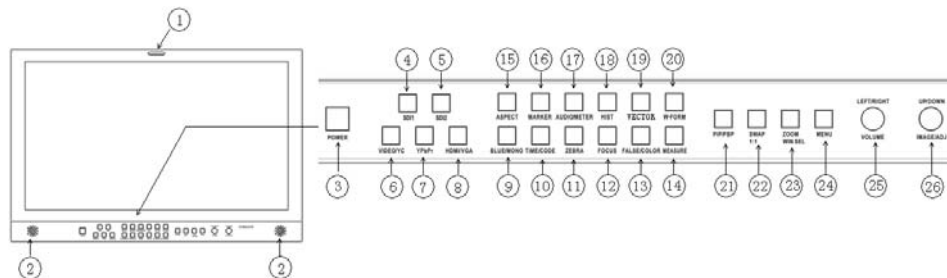 1
4 5 15 16 17 18 19 20
LEFT/RIGHT UP/DOWN
SDI1 SDI2 ASPECT MARKER AUDIOMETER HIST VECTOR W-FORM
POWER PIP/PBP SWAP ZOOM MENU VOLUME IMAGE/ADJ
1:1 WIN SEL
VIDEO/YC YPbPr HDMI/VGA BLUE/MONO TIME/CODE ZEBRA FOCUS FALSE/COLOR MEASURE
3 6 7 8 9 10 11 12 13 14 21 22 23 24 25 26
2 2